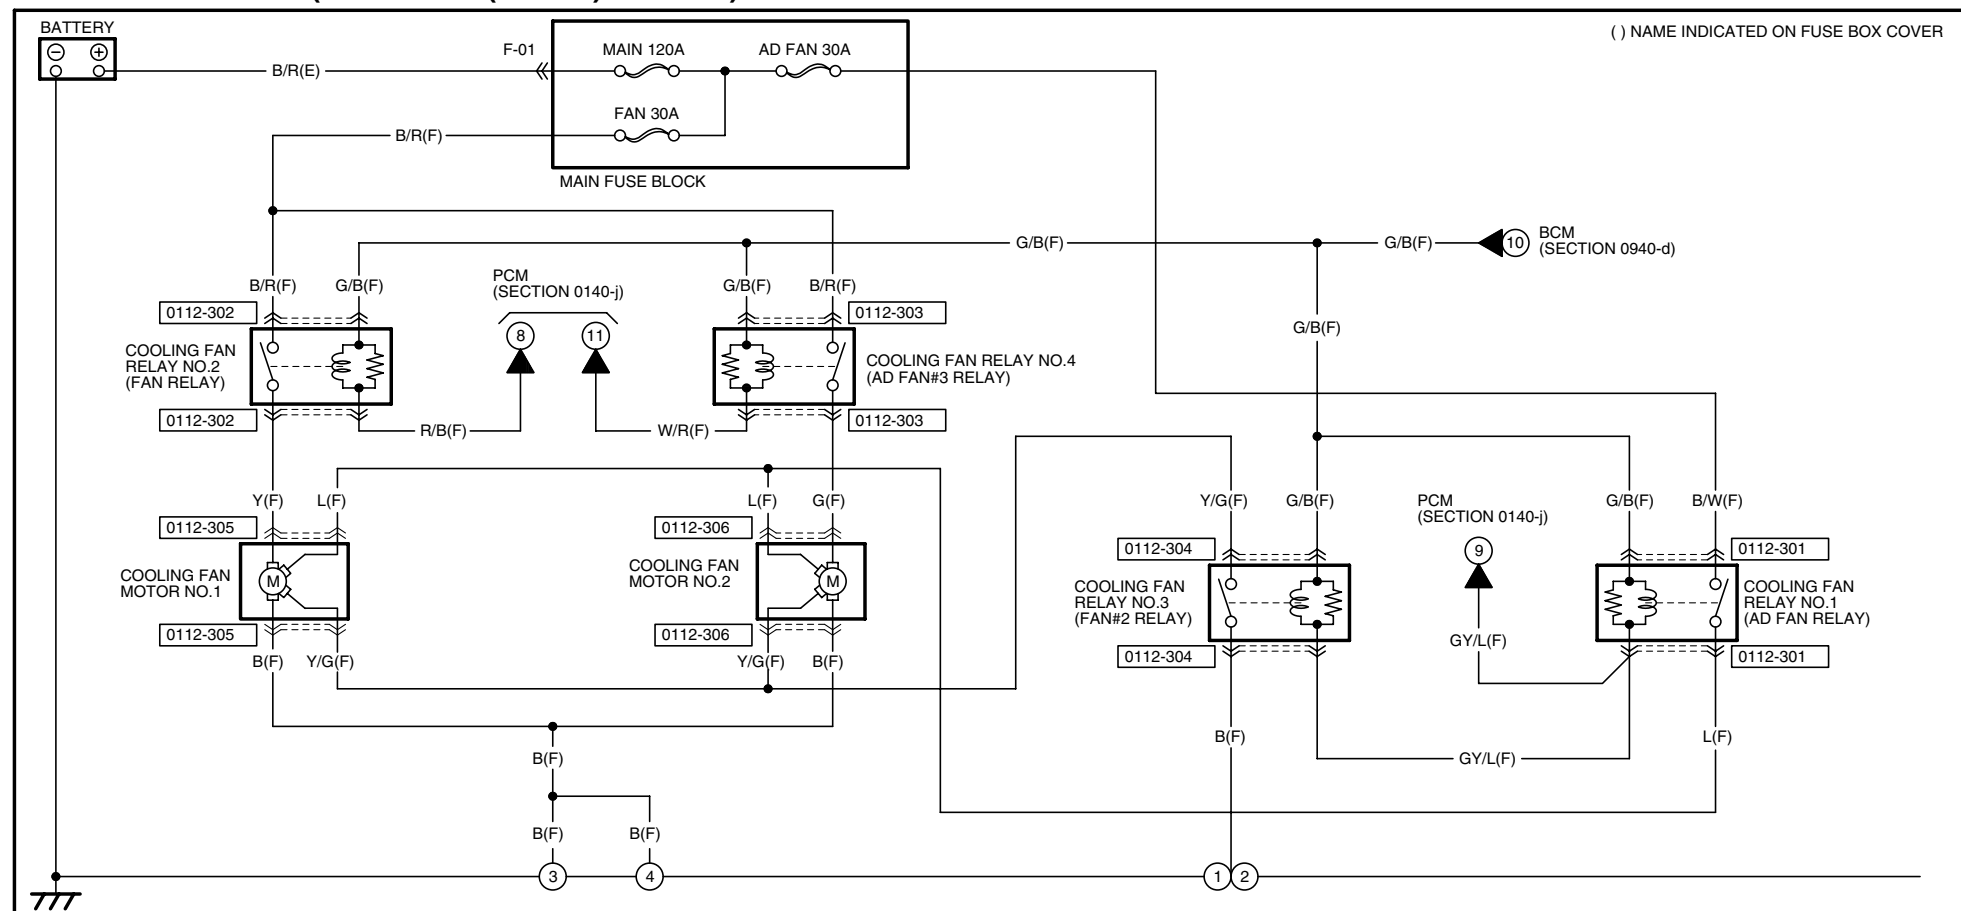 BATTERY
( ) NAME INDICATED ON FUSE BOX COVER
F-01
MAIN 120A
AD FAN 30A
B/R(E)
FAN 30A
B/R(F)
MAIN FUSE BLOCK
G/B(F)
G/B(F)
10
BCM
(SECTION 0940-d)
B/R(F)
G/B(F)
PCM
(SECTION 0140-j)
G/B(F)
B/R(F)
0112-302
0112-303
8
11
G/B(F)
COOLING FAN
RELAY NO.2
(FAN RELAY)
COOLING FAN RELAY NO.4
(AD FAN#3 RELAY)
0112-302
0112-303
R/B(F)
W/R(F)
Y(F)
L(F)
L(F)
G(F)
Y/G(F)
G/B(F)
PCM
(SECTION 0140-j)
G/B(F)
B/W(F)
0112-305
0112-306
0112-304
9
0112-301
COOLING FAN
MOTOR NO.1
M
COOLING FAN
MOTOR NO.2
M
COOLING FAN
RELAY NO.3
(FAN#2 RELAY)
COOLING FAN
RELAY NO.1
(AD FAN RELAY)
0112-305
0112-306
GY/L(F)
0112-304
0112-301
B(F)
Y/G(F)
Y/G(F)
B(F)
B(F)
L(F)
B(F)
GY/L(F)
B(F)
B(F)
3
4
1
2